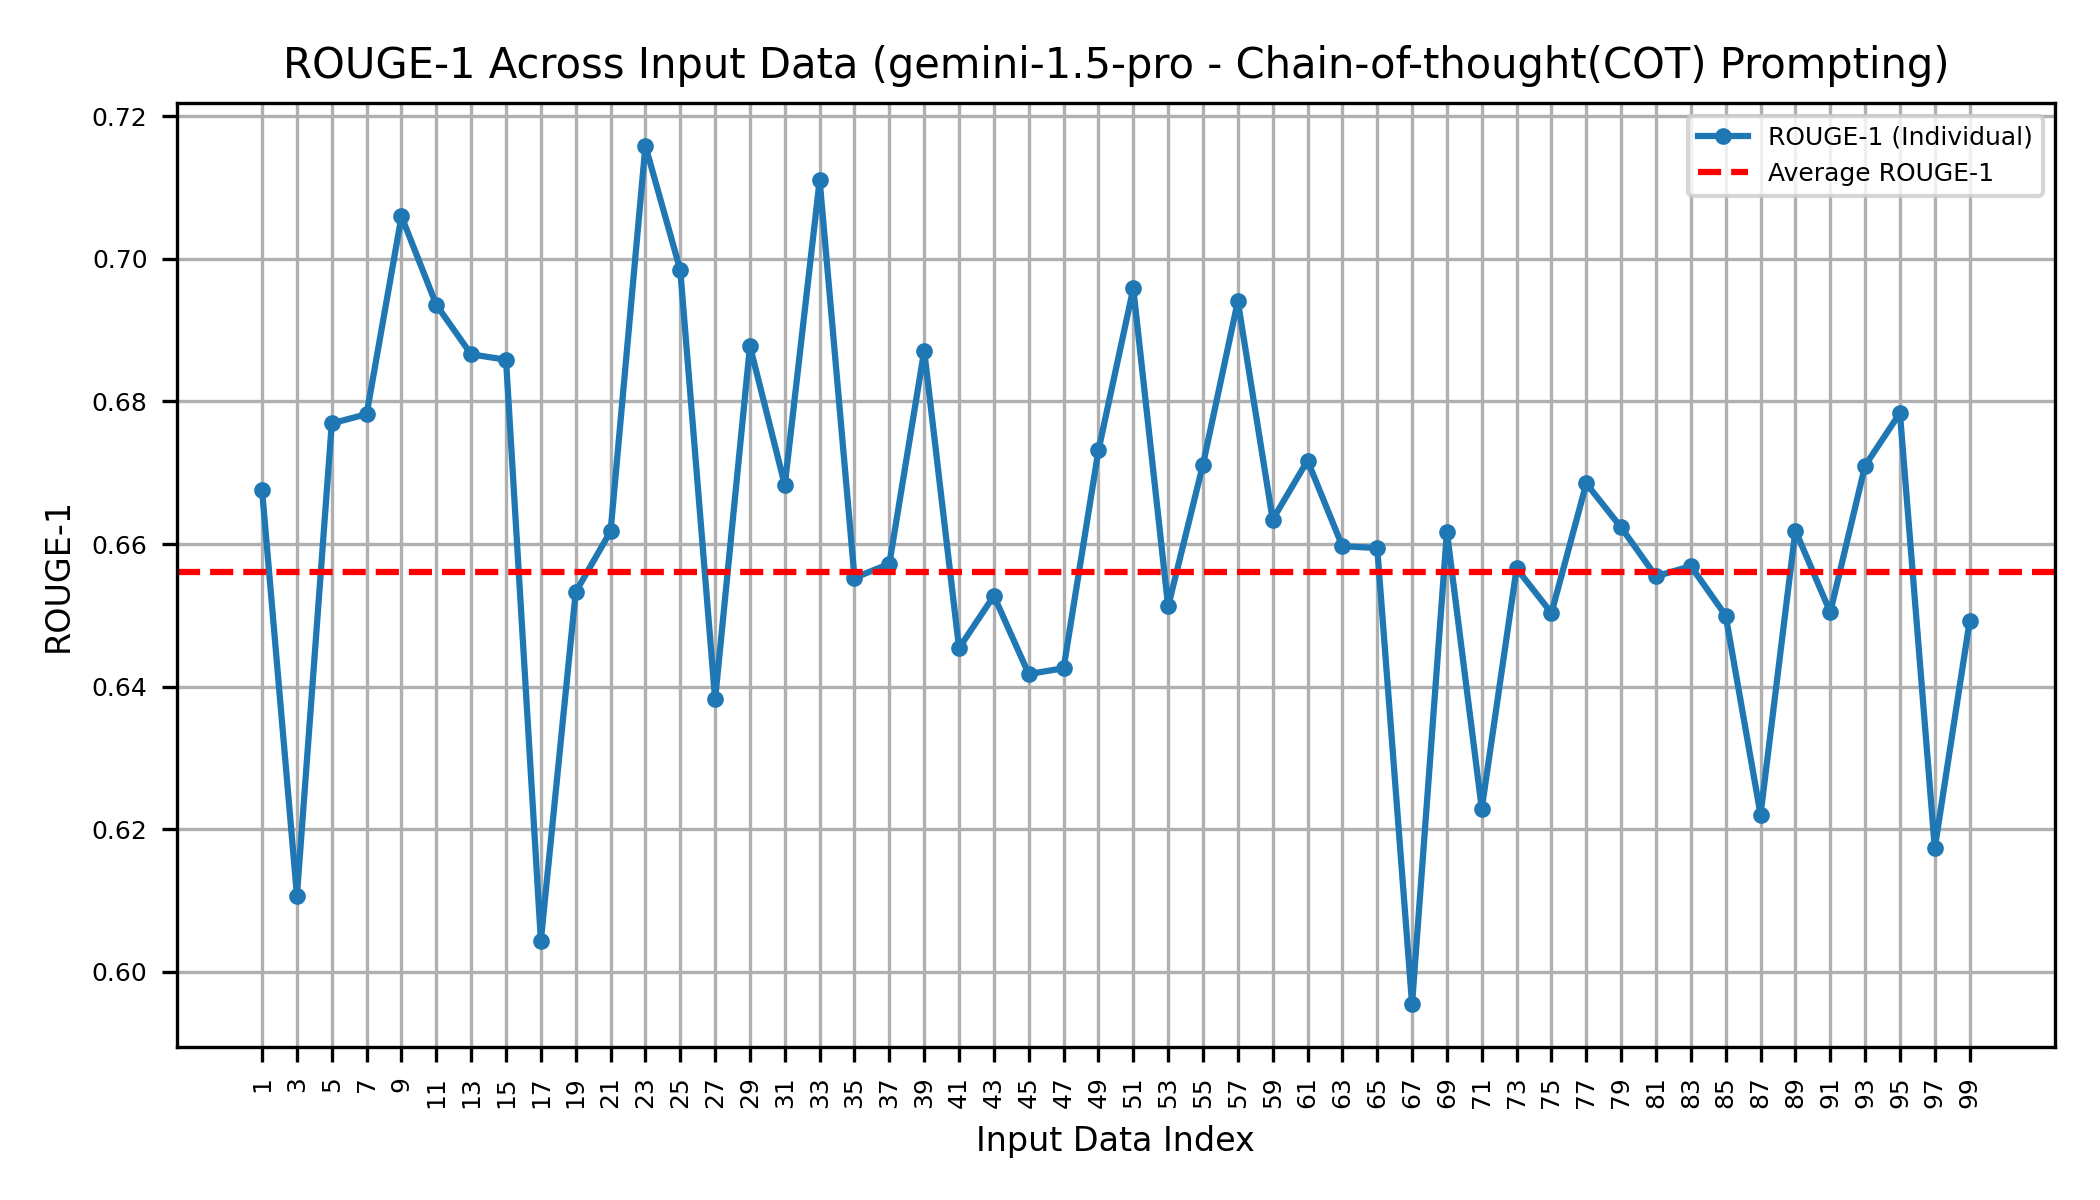 ROUGE-1 Across Input Data (gemini-1.5-pro - Chain-of-thought(COT) Prompting)
ROUGE-1 (Individual)
Average ROUGE-1
0.72
0.70
0.68
0.66
0.64
0.62
0.60
ROUGE-1
1 3 5 7 9 11 13 15 17 19 21 23 25 27 29 31 33 35 37 39 41 43 45 47 49 51 53 55 57 59 61 63 65 67 69 71 73 75 77 79 81 83 85 87 89 91 93 95 97 99
Input Data Index